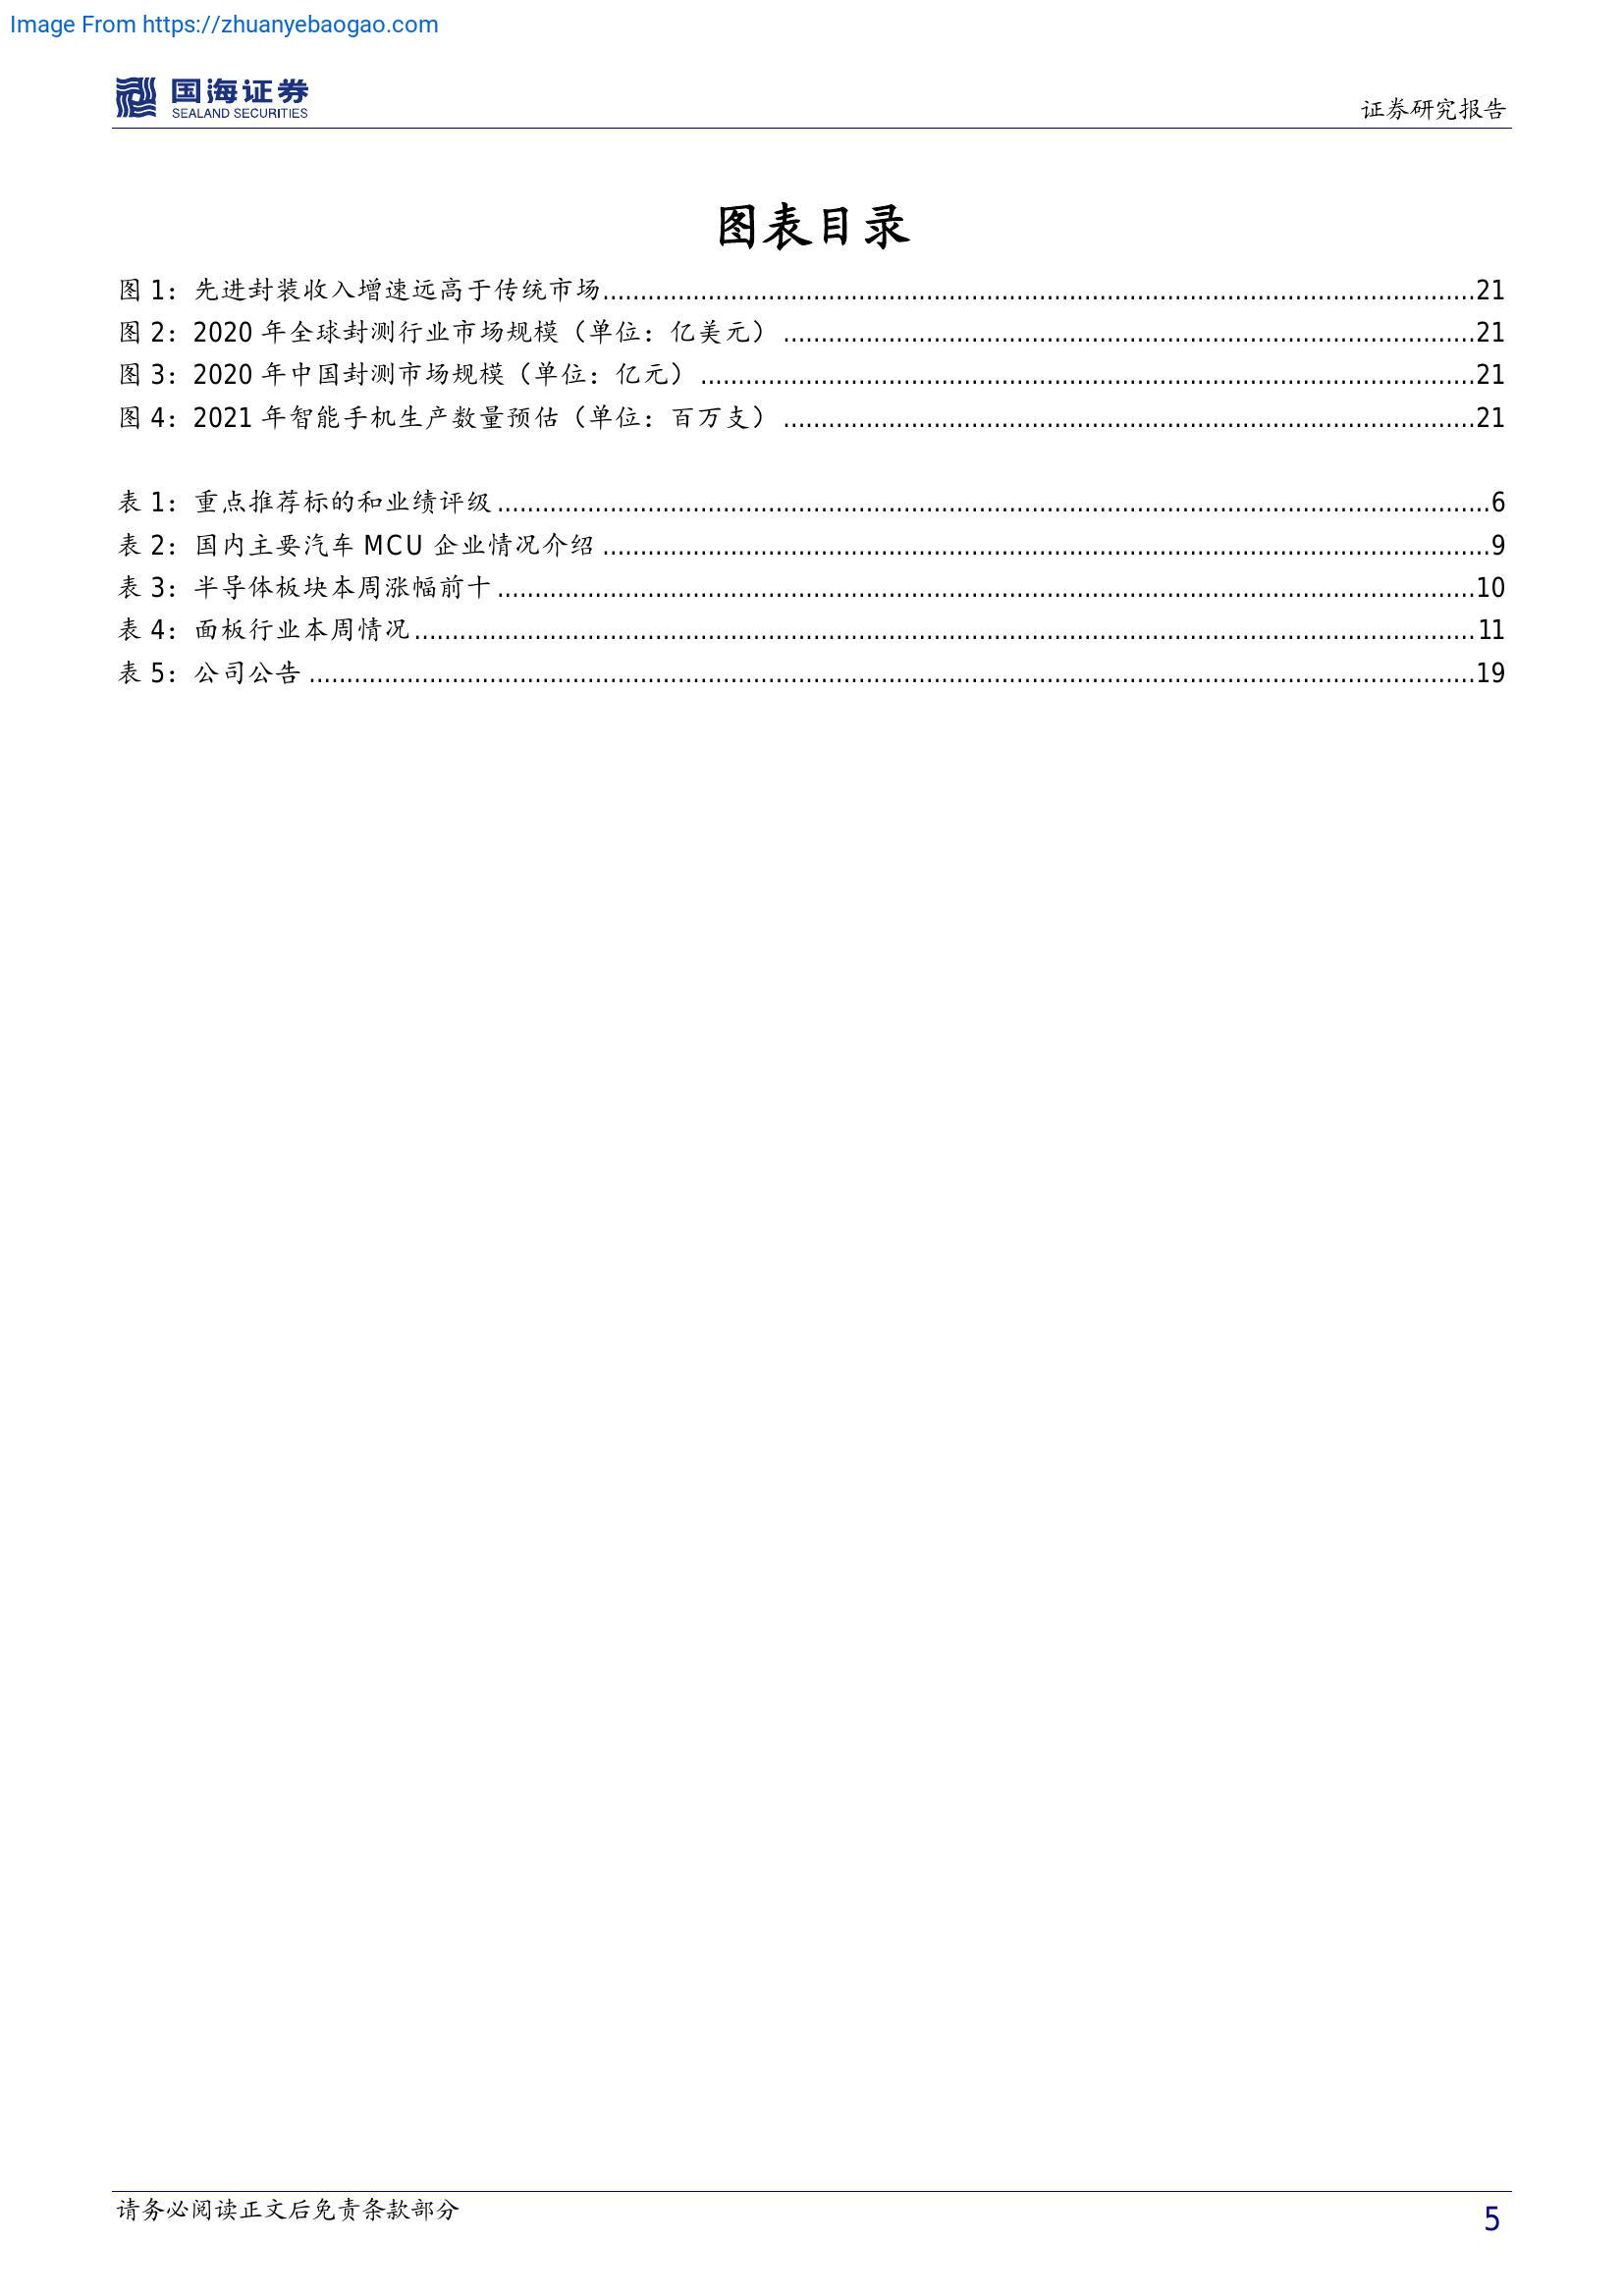 Image From https://zhuanyebaogao.com
国海证券
SEALAND SECURITIES
证券研究报告
图表目录
图 1：先进封装收入增速远高于传统市场........................................21
图 2：2020 年全球封测行业市场规模（单位：亿美元）........................................21
图 3：2020 年中国封测市场规模（单位：亿元）........................................21
图 4：2021 年智能手机生产数量预估（单位：百万支）........................................21
表 1：重点推荐标的和业绩评级........................................6
表 2：国内主要汽车 MCU 企业情况介绍........................................9
表 3：半导体板块本周涨幅前十........................................10
表 4：面板行业本周情况........................................11
表 5：公司公告........................................19
请务必阅读正文后免责条款部分
5